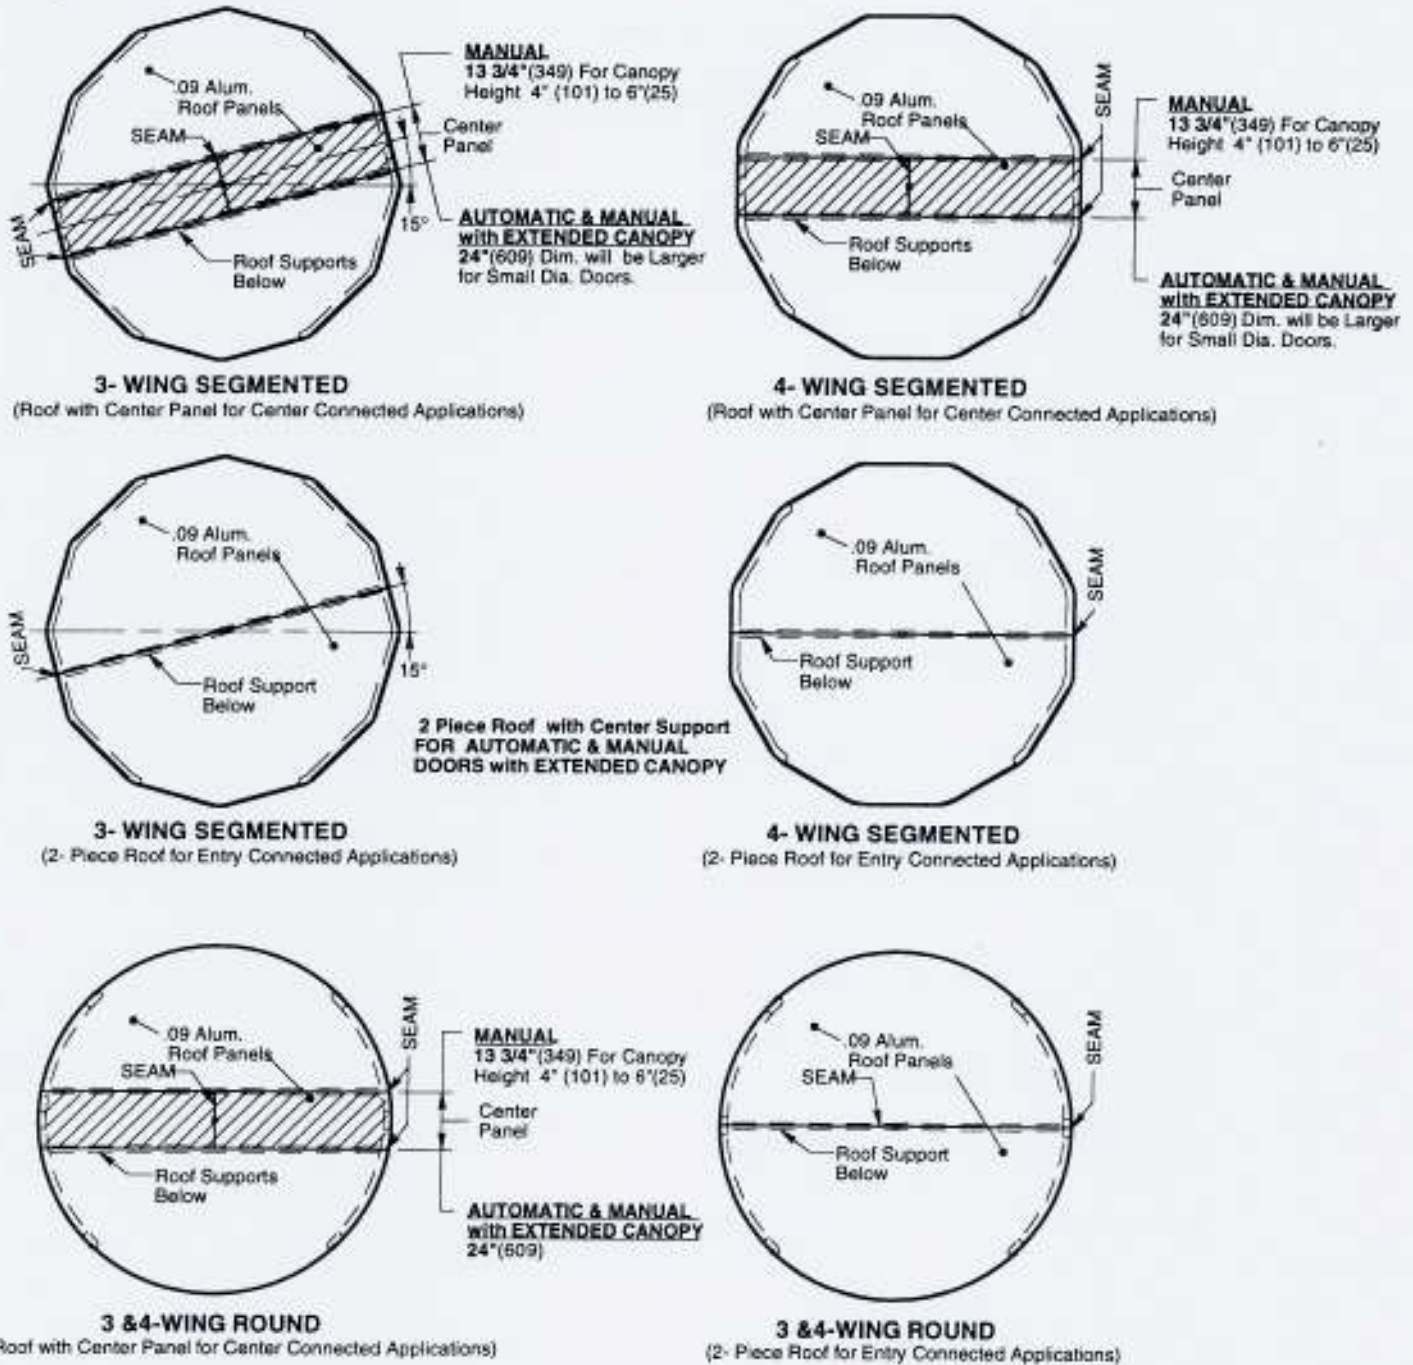 MANUAL
13 3/4"(349) For Canopy
Height 4" (101) to 6"(25)
.09 Alum.
Roof Panels
SEAM
Center
Panel
SEAM
15°
AUTOMATIC & MANUAL
with EXTENDED CANOPY
24"(609) Dim. will be Larger
for Small Dia. Doors.
Roof Supports
Below
3- WING SEGMENTED
(Roof with Center Panel for Center Connected Applications)
SEAM
MANUAL
13 3/4"(349) For Canopy
Height 4" (101) to 6"(25)
.09 Alum.
Roof Panels
SEAM
Center
Panel
Roof Supports
Below
AUTOMATIC & MANUAL
with EXTENDED CANOPY
24"(609) Dim. will be Larger
for Small Dia. Doors.
4- WING SEGMENTED
(Roof with Center Panel for Center Connected Applications)
.09 Alum.
Roof Panels
SEAM
15°
Roof Support
Below
3- WING SEGMENTED
(2- Piece Roof for Entry Connected Applications)
2 Piece Roof with Center Support
FOR AUTOMATIC & MANUAL
DOORS with EXTENDED CANOPY
.09 Alum.
Roof Panels
SEAM
Roof Support
Below
4- WING SEGMENTED
(2- Piece Roof for Entry Connected Applications)
.09 Alum.
Roof Panels
SEAM
SEAM
MANUAL
13 3/4"(349) For Canopy
Height 4" (101) to 6"(25)
Center
Panel
Roof Supports
Below
AUTOMATIC & MANUAL
with EXTENDED CANOPY
24"(609)
3 &4-WING ROUND
Roof with Center Panel for Center Connected Applications)
.09 Alum.
Roof Panels
SEAM
SEAM
Roof Support
Below
3 &4-WING ROUND
(2- Piece Roof for Entry Connected Applications)